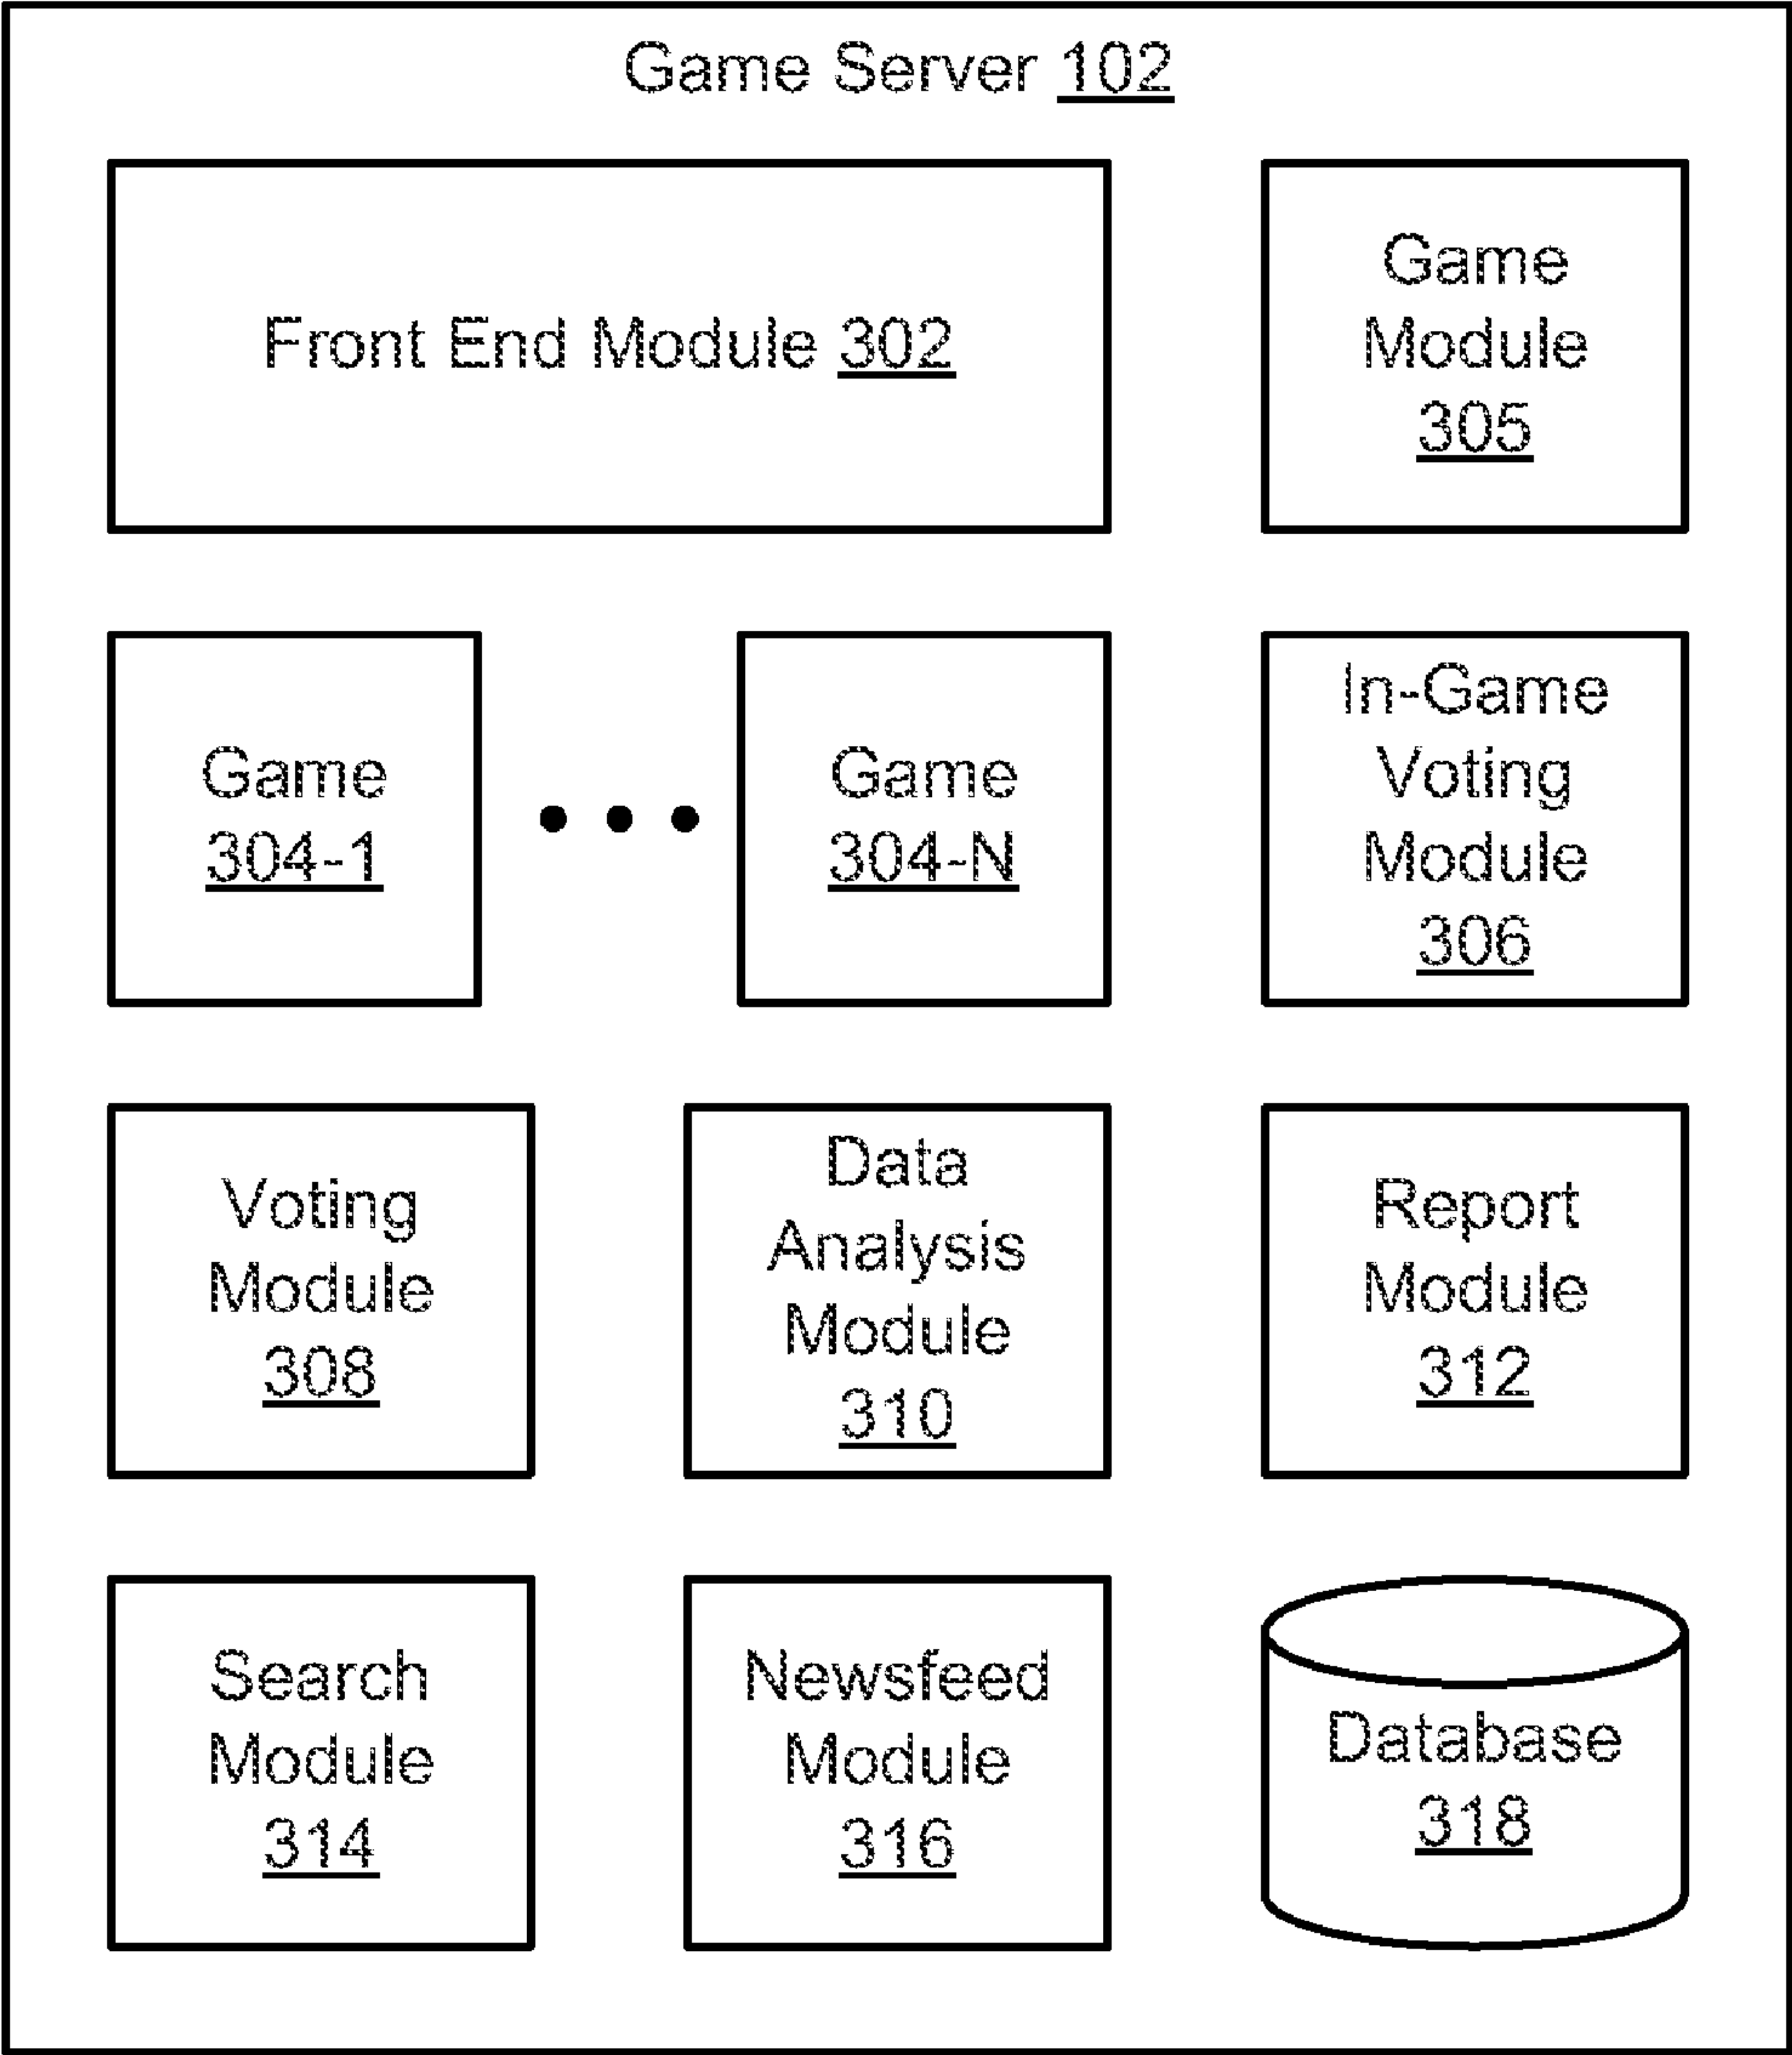 Game Server 102
Front End Module 302
Game
Module
305
Game
304-1
Game
304-N
In-Game
Voting
Module
306
Voting
Module
308
Data
Analysis
Module
310
Report
Module
312
Search
Module
314
Newsfeed
Module
316
Database
318